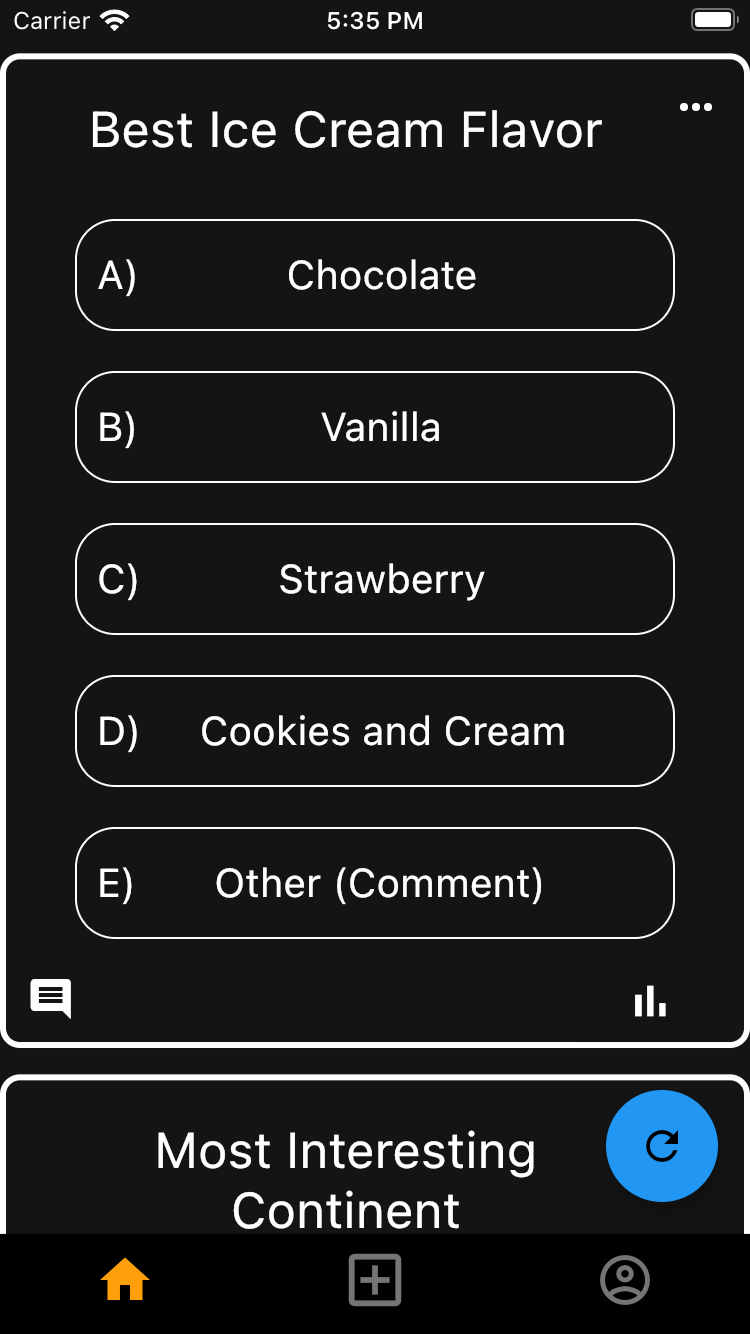 Carrier 5:35 PM
Best Ice Cream Flavor
A) Chocolate
B) Vanilla
C) Strawberry
D) Cookies and Cream
E) Other (Comment)
Most Interesting
Continent